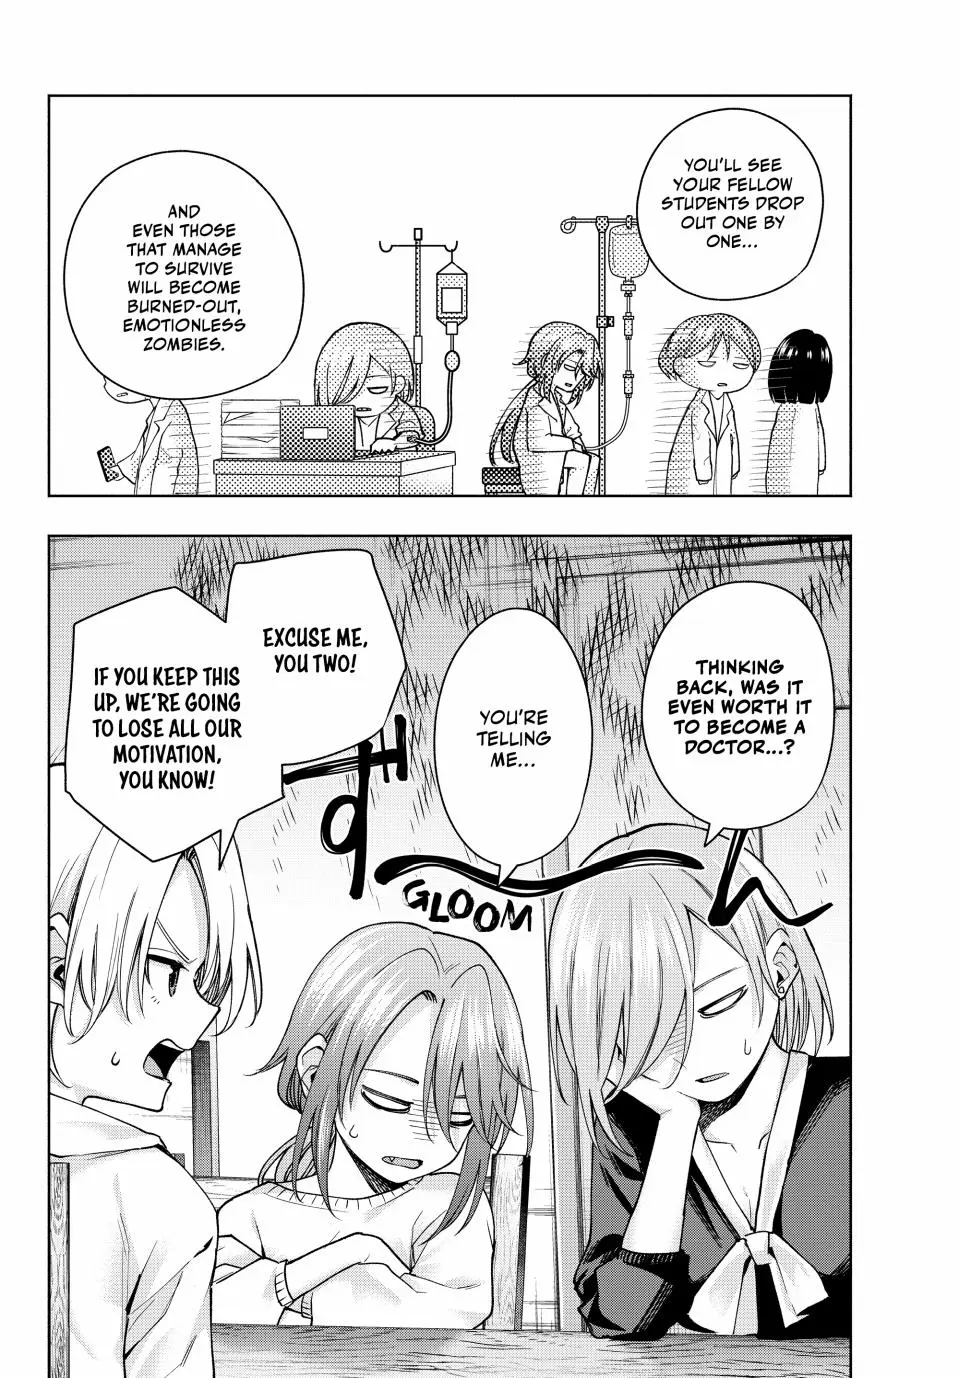 YOU'LL SEE
YOUR FELLOW
STUDENTS DROP
OUT ONE BY
ONE...
AND
EVEN THOSE
THAT MANAGE
TO SURVIVE
WILL BECOME
BURNED-OUT,
EMOTIONLESS
ZOMBIES.
THINKING
BACK, WAS IT
EVEN WORTH IT
TO BECOME A
DOCTOR...?
YOU'RE
TELLING
ME...
GLOOM
EXCUSE ME,
YOU TWO!
IF YOU KEEP THIS
UP, WE'RE GOING
TO LOSE ALL OUR
MOTIVATION,
YOU KNOW!